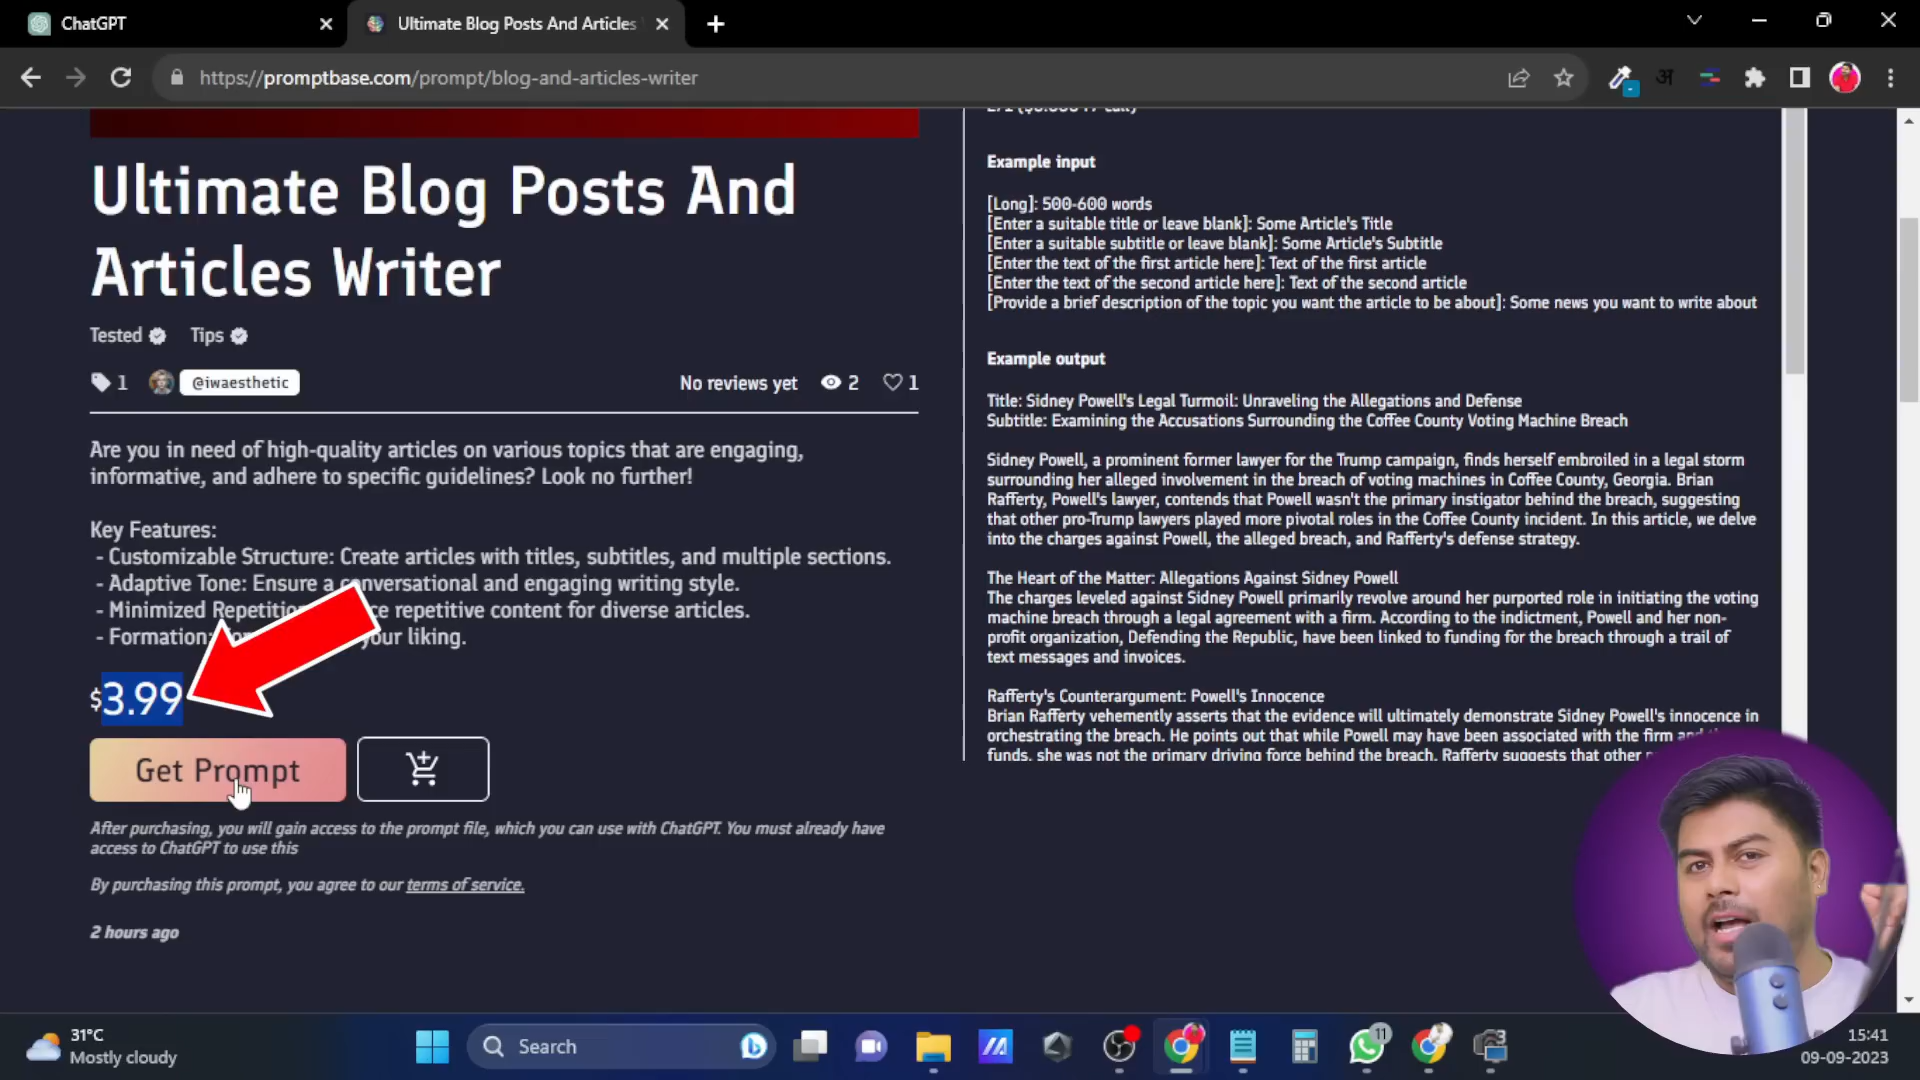 ChatGPT
Ultimate Blog Posts And Articles
https://promptbase.com/prompt/blog-and-articles-writer
अ
Ultimate Blog Posts And
Articles Writer
Tested
Tips
1
@iwaesthetic
No reviews yet
2
1
Are you in need of high-quality articles on various topics that are engaging,
informative, and adhere to specific guidelines? Look no further!
Key Features:
- Customizable Structure: Create articles with titles, subtitles, and multiple sections.
- Adaptive Tone: Ensure a conversational and engaging writing style.
- Minimized Repetition repetitive content for diverse articles.
- Formation: your liking.
$3.99
Get Prompt
After purchasing, you will gain access to the prompt file, which you can use with ChatGPT. You must already have
access to ChatGPT to use this
By purchasing this prompt, you agree to our terms of service.
2 hours ago
Example input
[Long]: 500-600 words
[Enter a suitable title or leave blank]: Some Article's Title
[Enter a suitable subtitle or leave blank]: Some Article's Subtitle
[Enter the text of the first article here]: Text of the first article
[Enter the text of the second article here]: Text of the second article
[Provide a brief description of the topic you want the article to be about]: Some news you want to write about
Example output
Title: Sidney Powell's Legal Turmoil: Unraveling the Allegations and Defense
Subtitle: Examining the Accusations Surrounding the Coffee County Voting Machine Breach
Sidney Powell, a prominent former lawyer for the Trump campaign, finds herself embroiled in a legal storm
surrounding her alleged involvement in the breach of voting machines in Coffee County, Georgia. Brian
Rafferty, Powell's lawyer, contends that Powell wasn't the primary instigator behind the breach, suggesting
that other pro-Trump lawyers played more pivotal roles in the Coffee County incident. In this article, we delve
into the charges against Powell, the alleged breach, and Rafferty's defense strategy.
The Heart of the Matter: Allegations Against Sidney Powell
The charges leveled against Sidney Powell primarily revolve around her purported role in initiating the voting
machine breach through a legal agreement with a firm. According to the indictment, Powell and her non-
profit organization, Defending the Republic, have been linked to funding for the breach through a trail of
text messages and invoices.
Rafferty's Counterargument: Powell's Innocence
Brian Rafferty vehemently asserts that the evidence will ultimately demonstrate Sidney Powell's innocence in
orchestrating the breach. He points out that while Powell may have been associated with the firm and
funds, she was not the primary driving force behind the breach. Rafferty suggests that other
31°C
Mostly cloudy
Search
11
3
15:41
09-09-2023